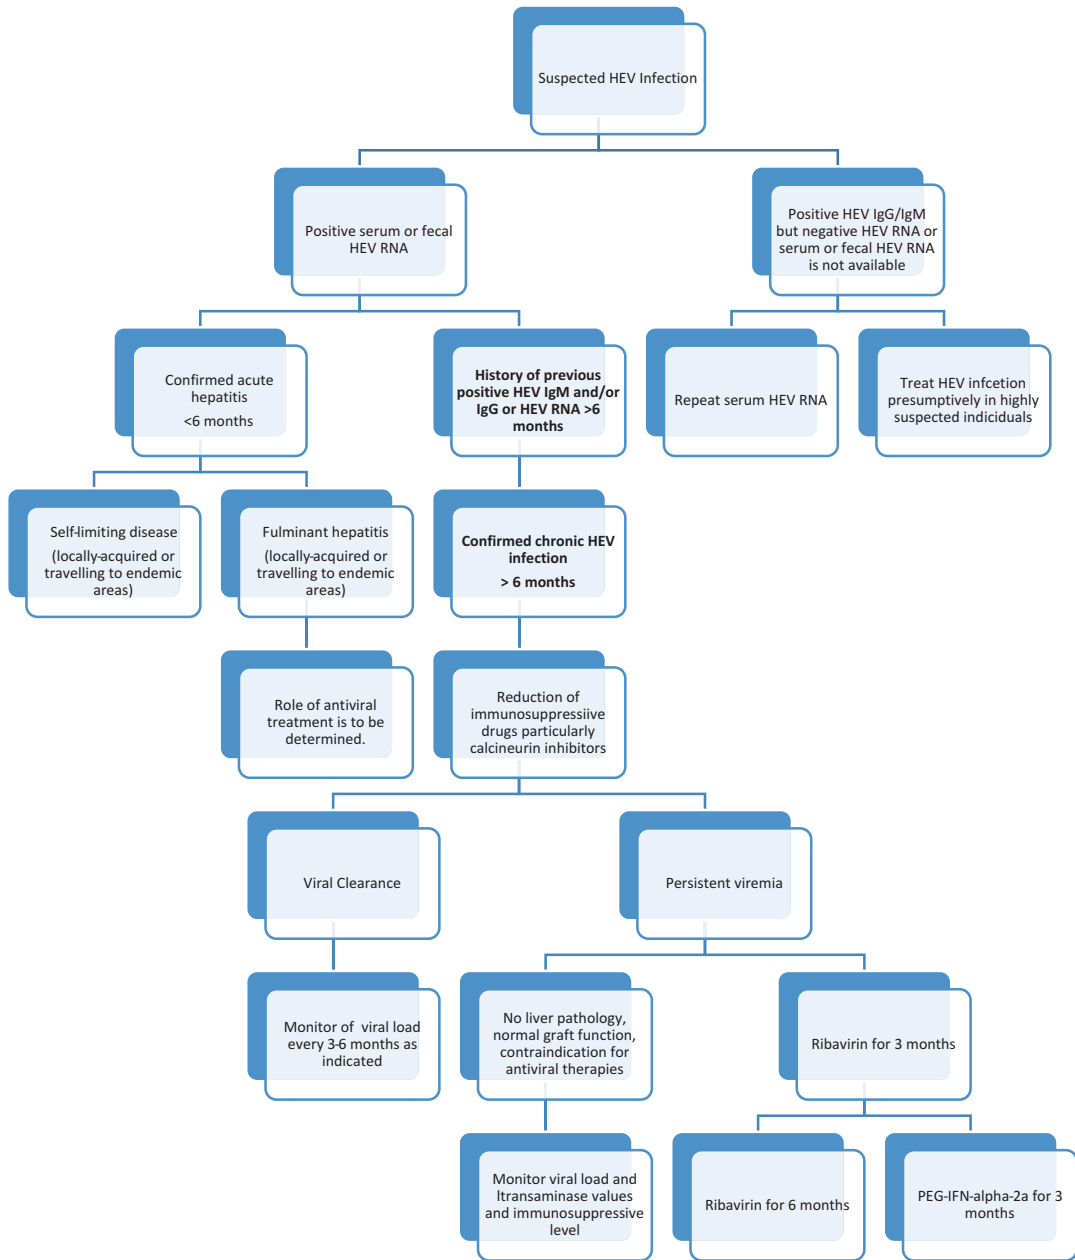 Suspected HEV Infection
Positive serum or fecal
HEV RNA
Positive HEV IgG/IgM
but negative HEV RNA or
serum or fecal HEV RNA
is not available
Confirmed acute
hepatitis
<6 months
History of previous
positive HEV IgM and/or
IgG or HEV RNA >6
months
Repeat serum HEV RNA
Treat HEV infcetion
presumptively in highly
suspected indiciduals
Self-limiting disease
(locally-acquired or
travelling to endemic
areas)
Fulminant hepatitis
(locally-acquired or
travelling to endemic
areas)
Confirmed chronic HEV
infection
> 6 months
Role of antiviral
treatment is to be
determined.
Reduction of
immunosuppressiive
drugs particularly
calcineurin inhibitors
Viral Clearance
Persistent viremia
Monitor of viral load
every 3-6 months as
indicated
No liver pathology,
normal graft function,
contraindication for
antiviral therapies
Ribavirin for 3 months
Monitor viral load and
ltransaminase values
and immunosuppressive
level
Ribavirin for 6 months
PEG-IFN-alpha-2a for 3
months